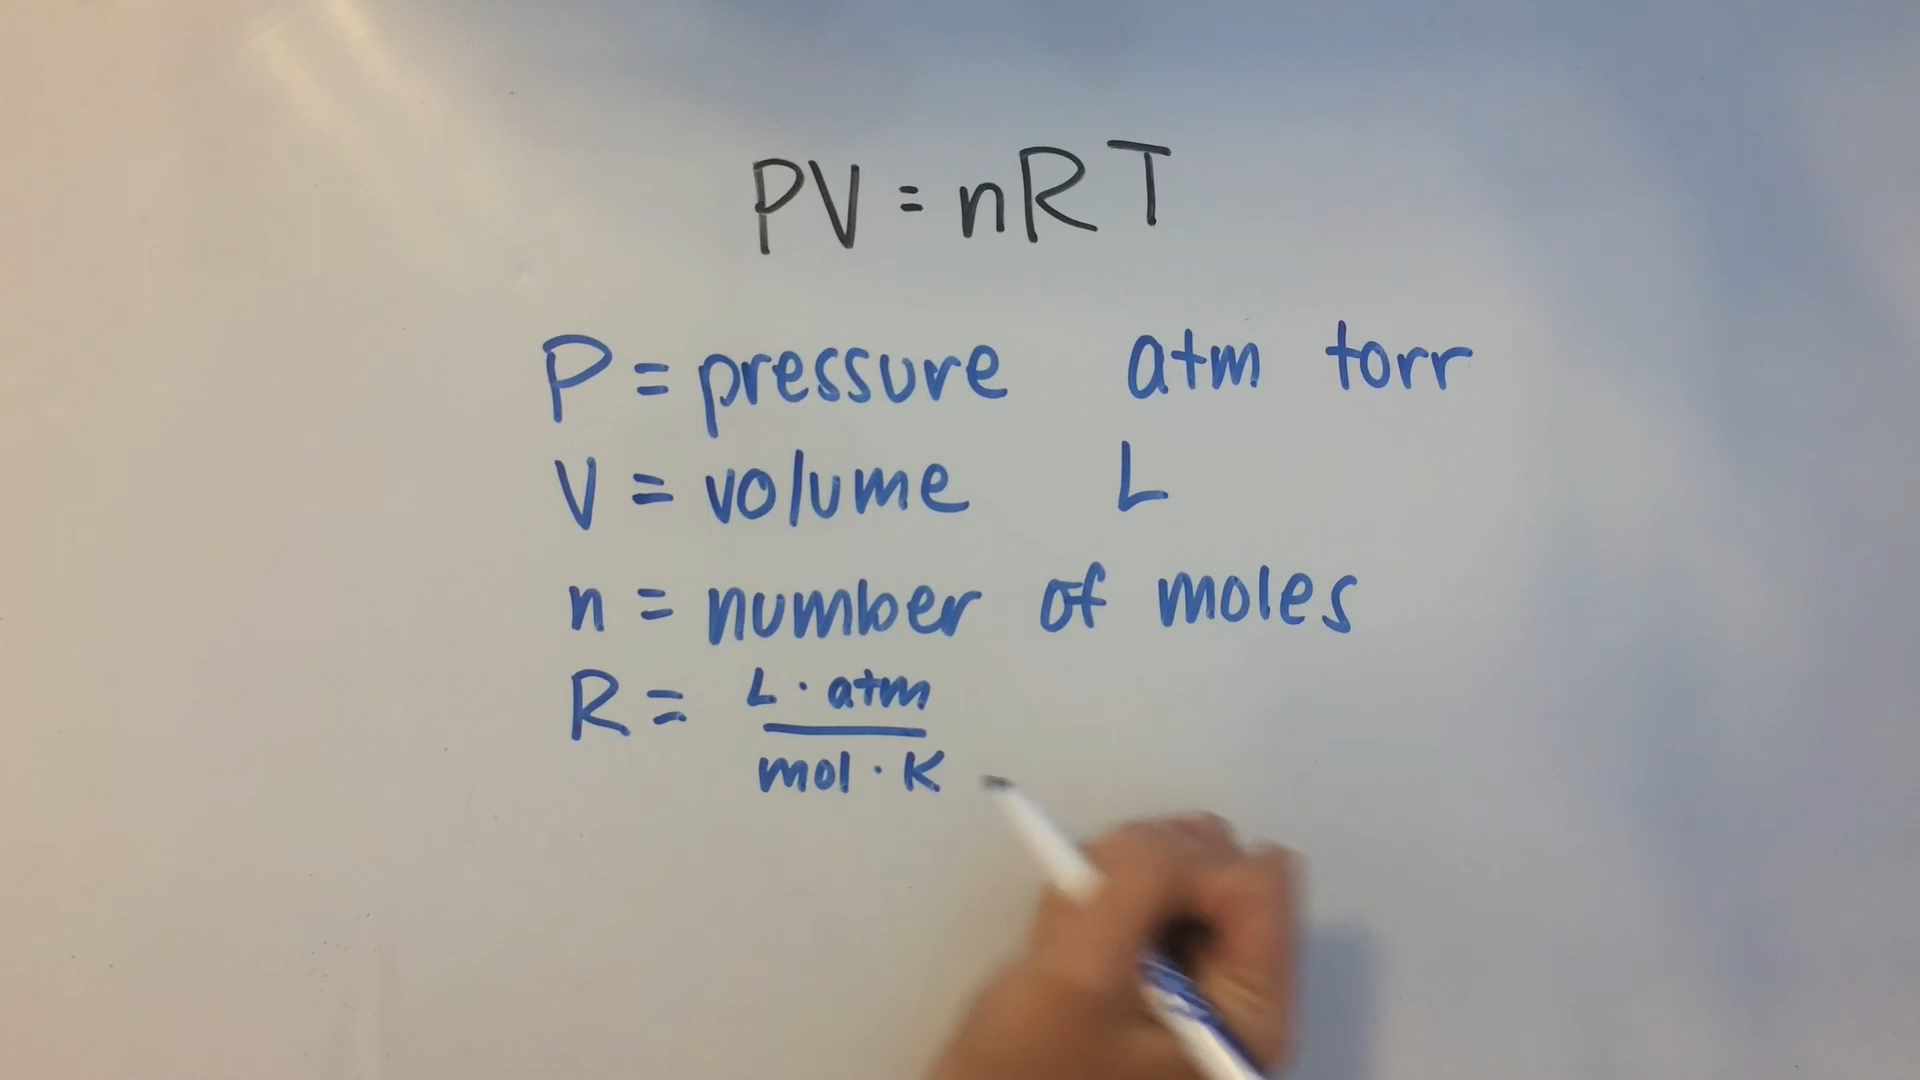 PV = nRT
P = pressure atm torr
V = volume L
n = number of moles
R = L · atm
mol · K